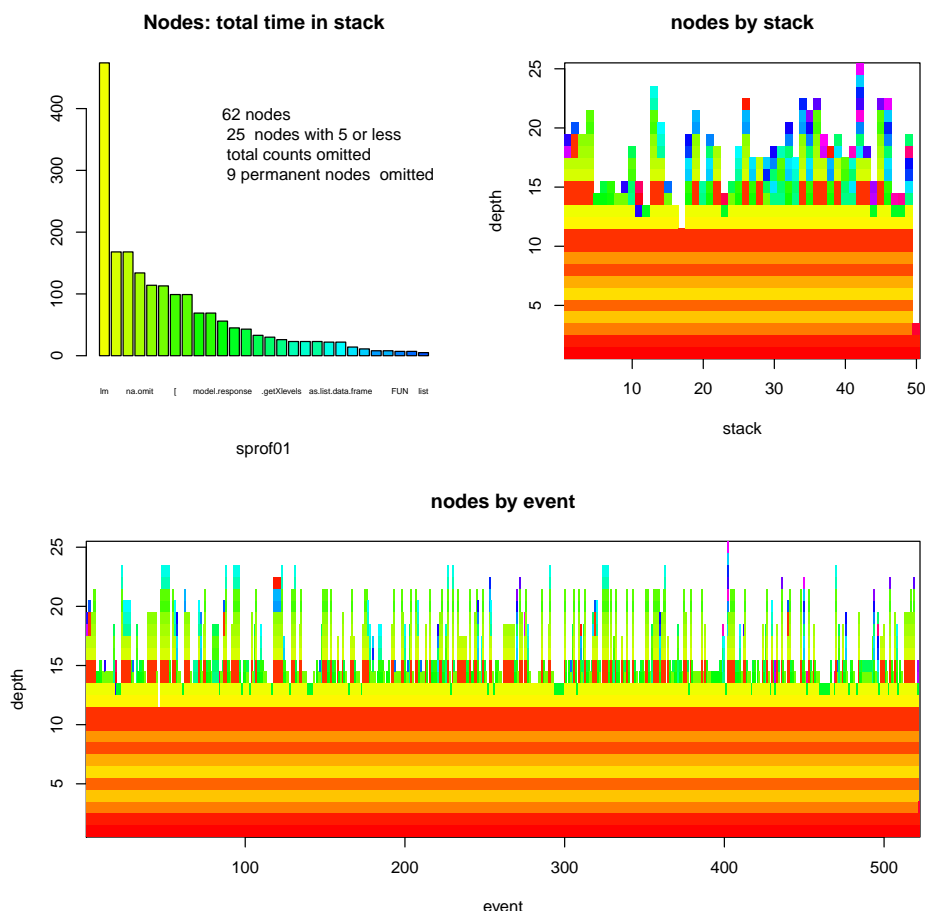 Nodes: total time in stack
400
300
200
100
0
62 nodes
25 nodes with 5 or less
total counts omitted
9 permanent nodes omitted
lm na.omit [ model.response .getXlevels as.list.data.frame FUN list
sprof01
nodes by stack
25
20
15
10
5
depth
10 20 30 40 50
stack
nodes by event
25
20
15
10
5
depth
100 200 300 400 500
event